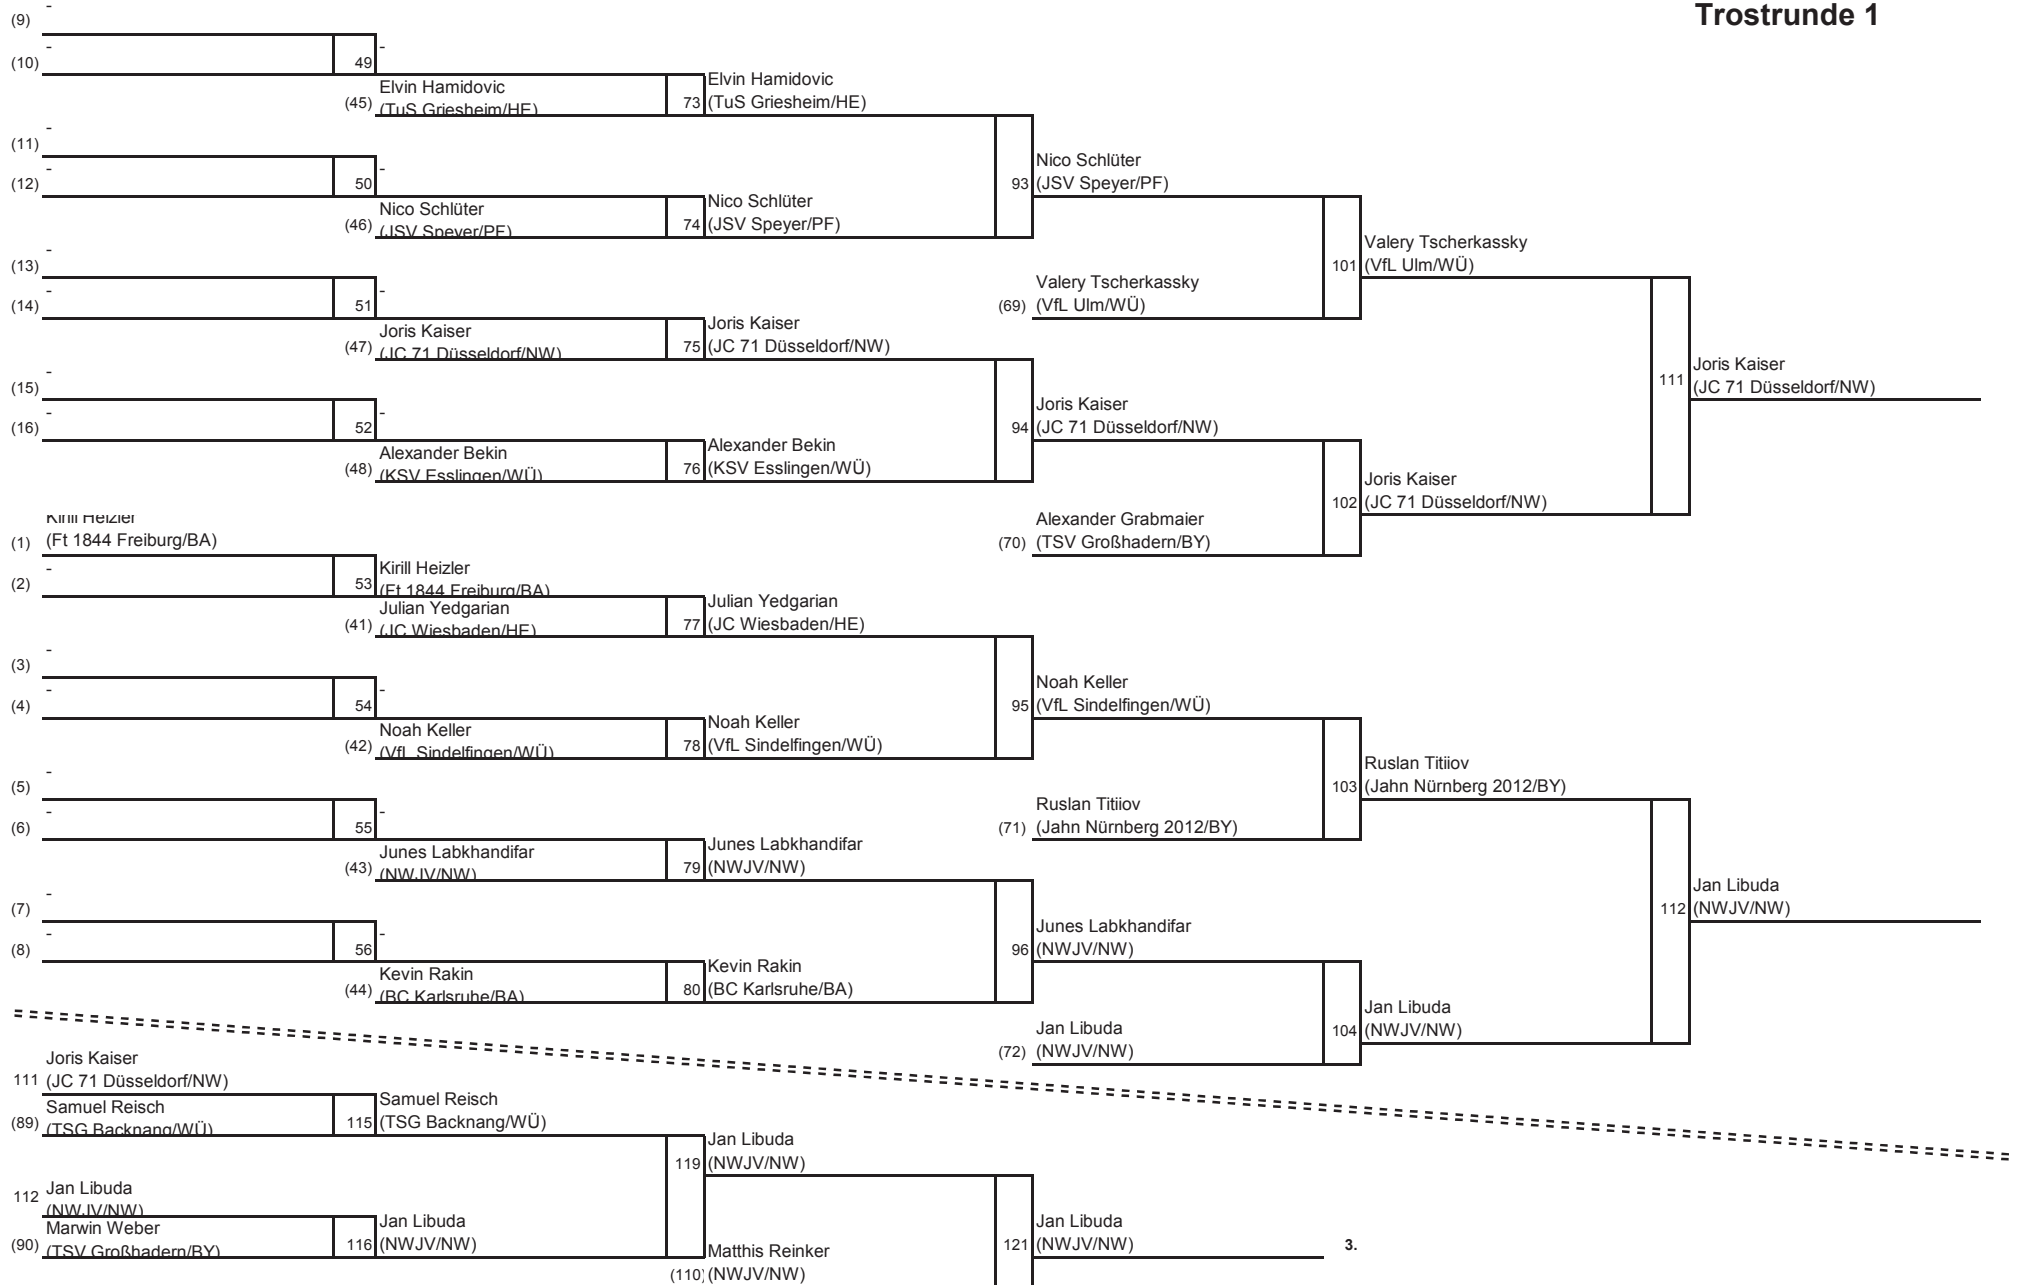 Trostrunde 1
(9) -
(10) -
49 -
(45) Elvin Hamidovic
(TuS Griesheim/HE)
73 Elvin Hamidovic
(TuS Griesheim/HE)
(11) -
(12) -
50 -
(46) Nico Schlüter
(JSV Speyer/PF)
74 Nico Schlüter
(JSV Speyer/PF)
93 Nico Schlüter
(JSV Speyer/PF)
(13) -
(14) -
51 -
(47) Joris Kaiser
(JC 71 Düsseldorf/NW)
75 Joris Kaiser
(JC 71 Düsseldorf/NW)
(69) Valery Tscherkassky
(VfL Ulm/WÜ)
101 Valery Tscherkassky
(VfL Ulm/WÜ)
(15) -
(16) -
52 -
(48) Alexander Bekin
(KSV Esslingen/WÜ)
76 Alexander Bekin
(KSV Esslingen/WÜ)
94 Joris Kaiser
(JC 71 Düsseldorf/NW)
111 Joris Kaiser
(JC 71 Düsseldorf/NW)
102 Joris Kaiser
(JC 71 Düsseldorf/NW)
(70) Alexander Grabmaier
(TSV Großhadern/BY)
(1) Kirill Heizler
(Ft 1844 Freiburg/BA)
(2) -
53 Kirill Heizler
(Ft 1844 Freiburg/BA)
(41) Julian Yedgarian
(JC Wiesbaden/HE)
77 Julian Yedgarian
(JC Wiesbaden/HE)
(3) -
(4) -
54 -
(42) Noah Keller
(VfL Sindelfingen/WÜ)
78 Noah Keller
(VfL Sindelfingen/WÜ)
95 Noah Keller
(VfL Sindelfingen/WÜ)
(5) -
(6) -
55 -
(43) Junes Labkhandifar
(NWJV/NW)
79 Junes Labkhandifar
(NWJV/NW)
(71) Ruslan Titiiov
(Jahn Nürnberg 2012/BY)
103 Ruslan Titiiov
(Jahn Nürnberg 2012/BY)
(7) -
(8) -
56 -
(44) Kevin Rakin
(BC Karlsruhe/BA)
80 Kevin Rakin
(BC Karlsruhe/BA)
96 Junes Labkhandifar
(NWJV/NW)
112 Jan Libuda
(NWJV/NW)
104 Jan Libuda
(NWJV/NW)
(72) Jan Libuda
(NWJV/NW)
111 Joris Kaiser
(JC 71 Düsseldorf/NW)
(89) Samuel Reisch
(TSG Backnang/WÜ)
115 Samuel Reisch
(TSG Backnang/WÜ)
119 Jan Libuda
(NWJV/NW)
112 Jan Libuda
(NWJV/NW)
(90) Marwin Weber
(TSV Großhadern/BY)
116 Jan Libuda
(NWJV/NW)
(110) Matthis Reinker
(NWJV/NW)
121 Jan Libuda
(NWJV/NW)
3.